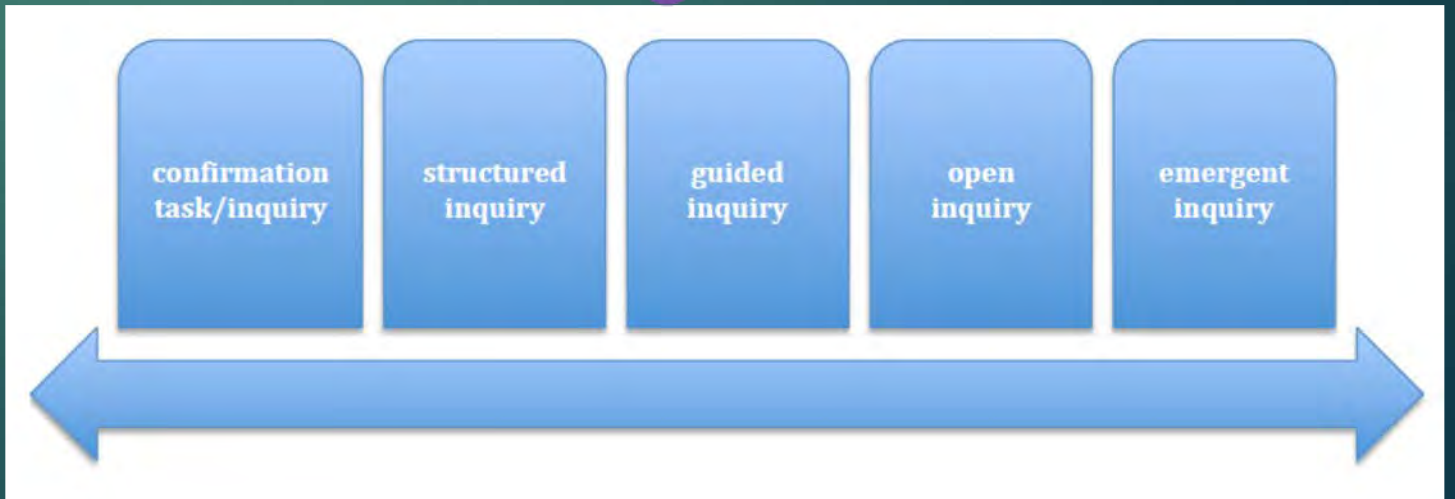 confirmation
task/inquiry
structured
inquiry
guided
inquiry
open
inquiry
emergent
inquiry